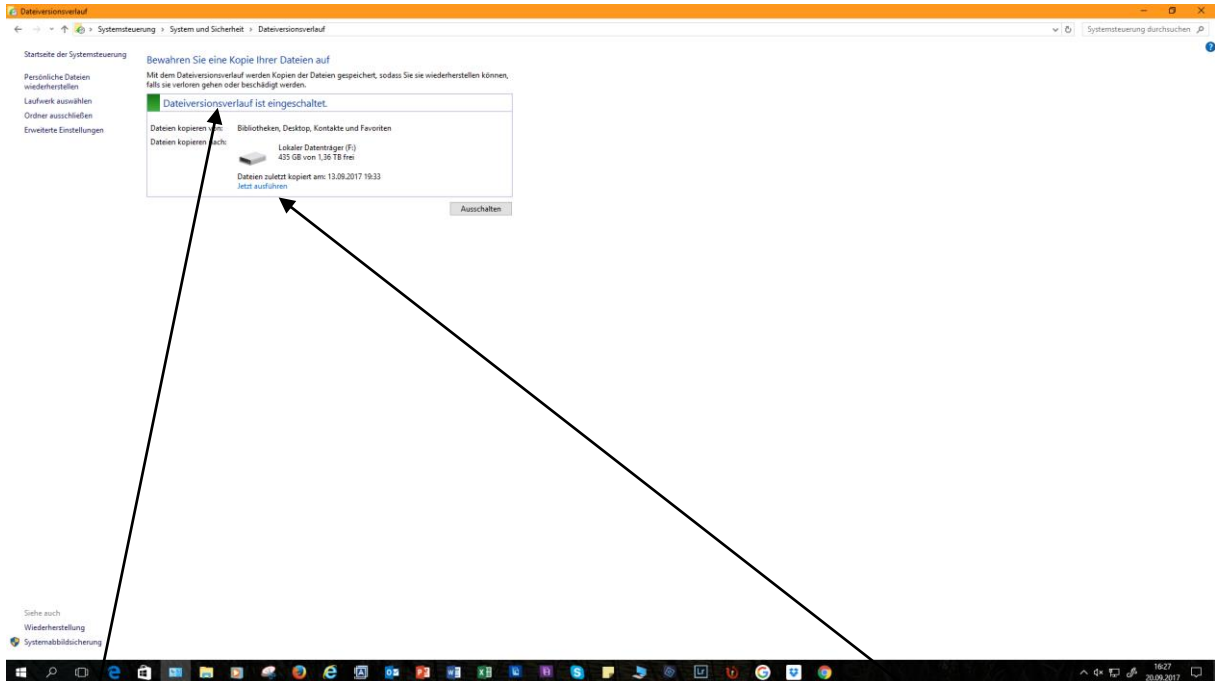 Dateiversionsverlauf
Systemsteuerung › System und Sicherheit › Dateiversionsverlauf
Systemsteuerung durchsuchen
Startseite der Systemsteuerung
Persönliche Dateien
wiederherstellen
Laufwerk auswählen
Ordner ausschließen
Erweiterte Einstellungen
Bewahren Sie eine Kopie Ihrer Dateien auf
Mit dem Dateiversionsverlauf werden Kopien der Dateien gespeichert, sodass Sie sie wiederherstellen können,
falls sie verloren gehen oder beschädigt werden.
Dateiversionsverlauf ist eingeschaltet.
Dateien kopieren von: Bibliotheken, Desktop, Kontakte und Favoriten
Dateien kopieren nach:
Lokaler Datenträger (F:)
435 GB von 1,36 TB frei
Dateien zuletzt kopiert am: 13.09.2017 19:33
Jetzt ausführen
Ausschalten
Siehe auch
Wiederherstellung
Systemabbildsicherung
16:27
20.09.2017